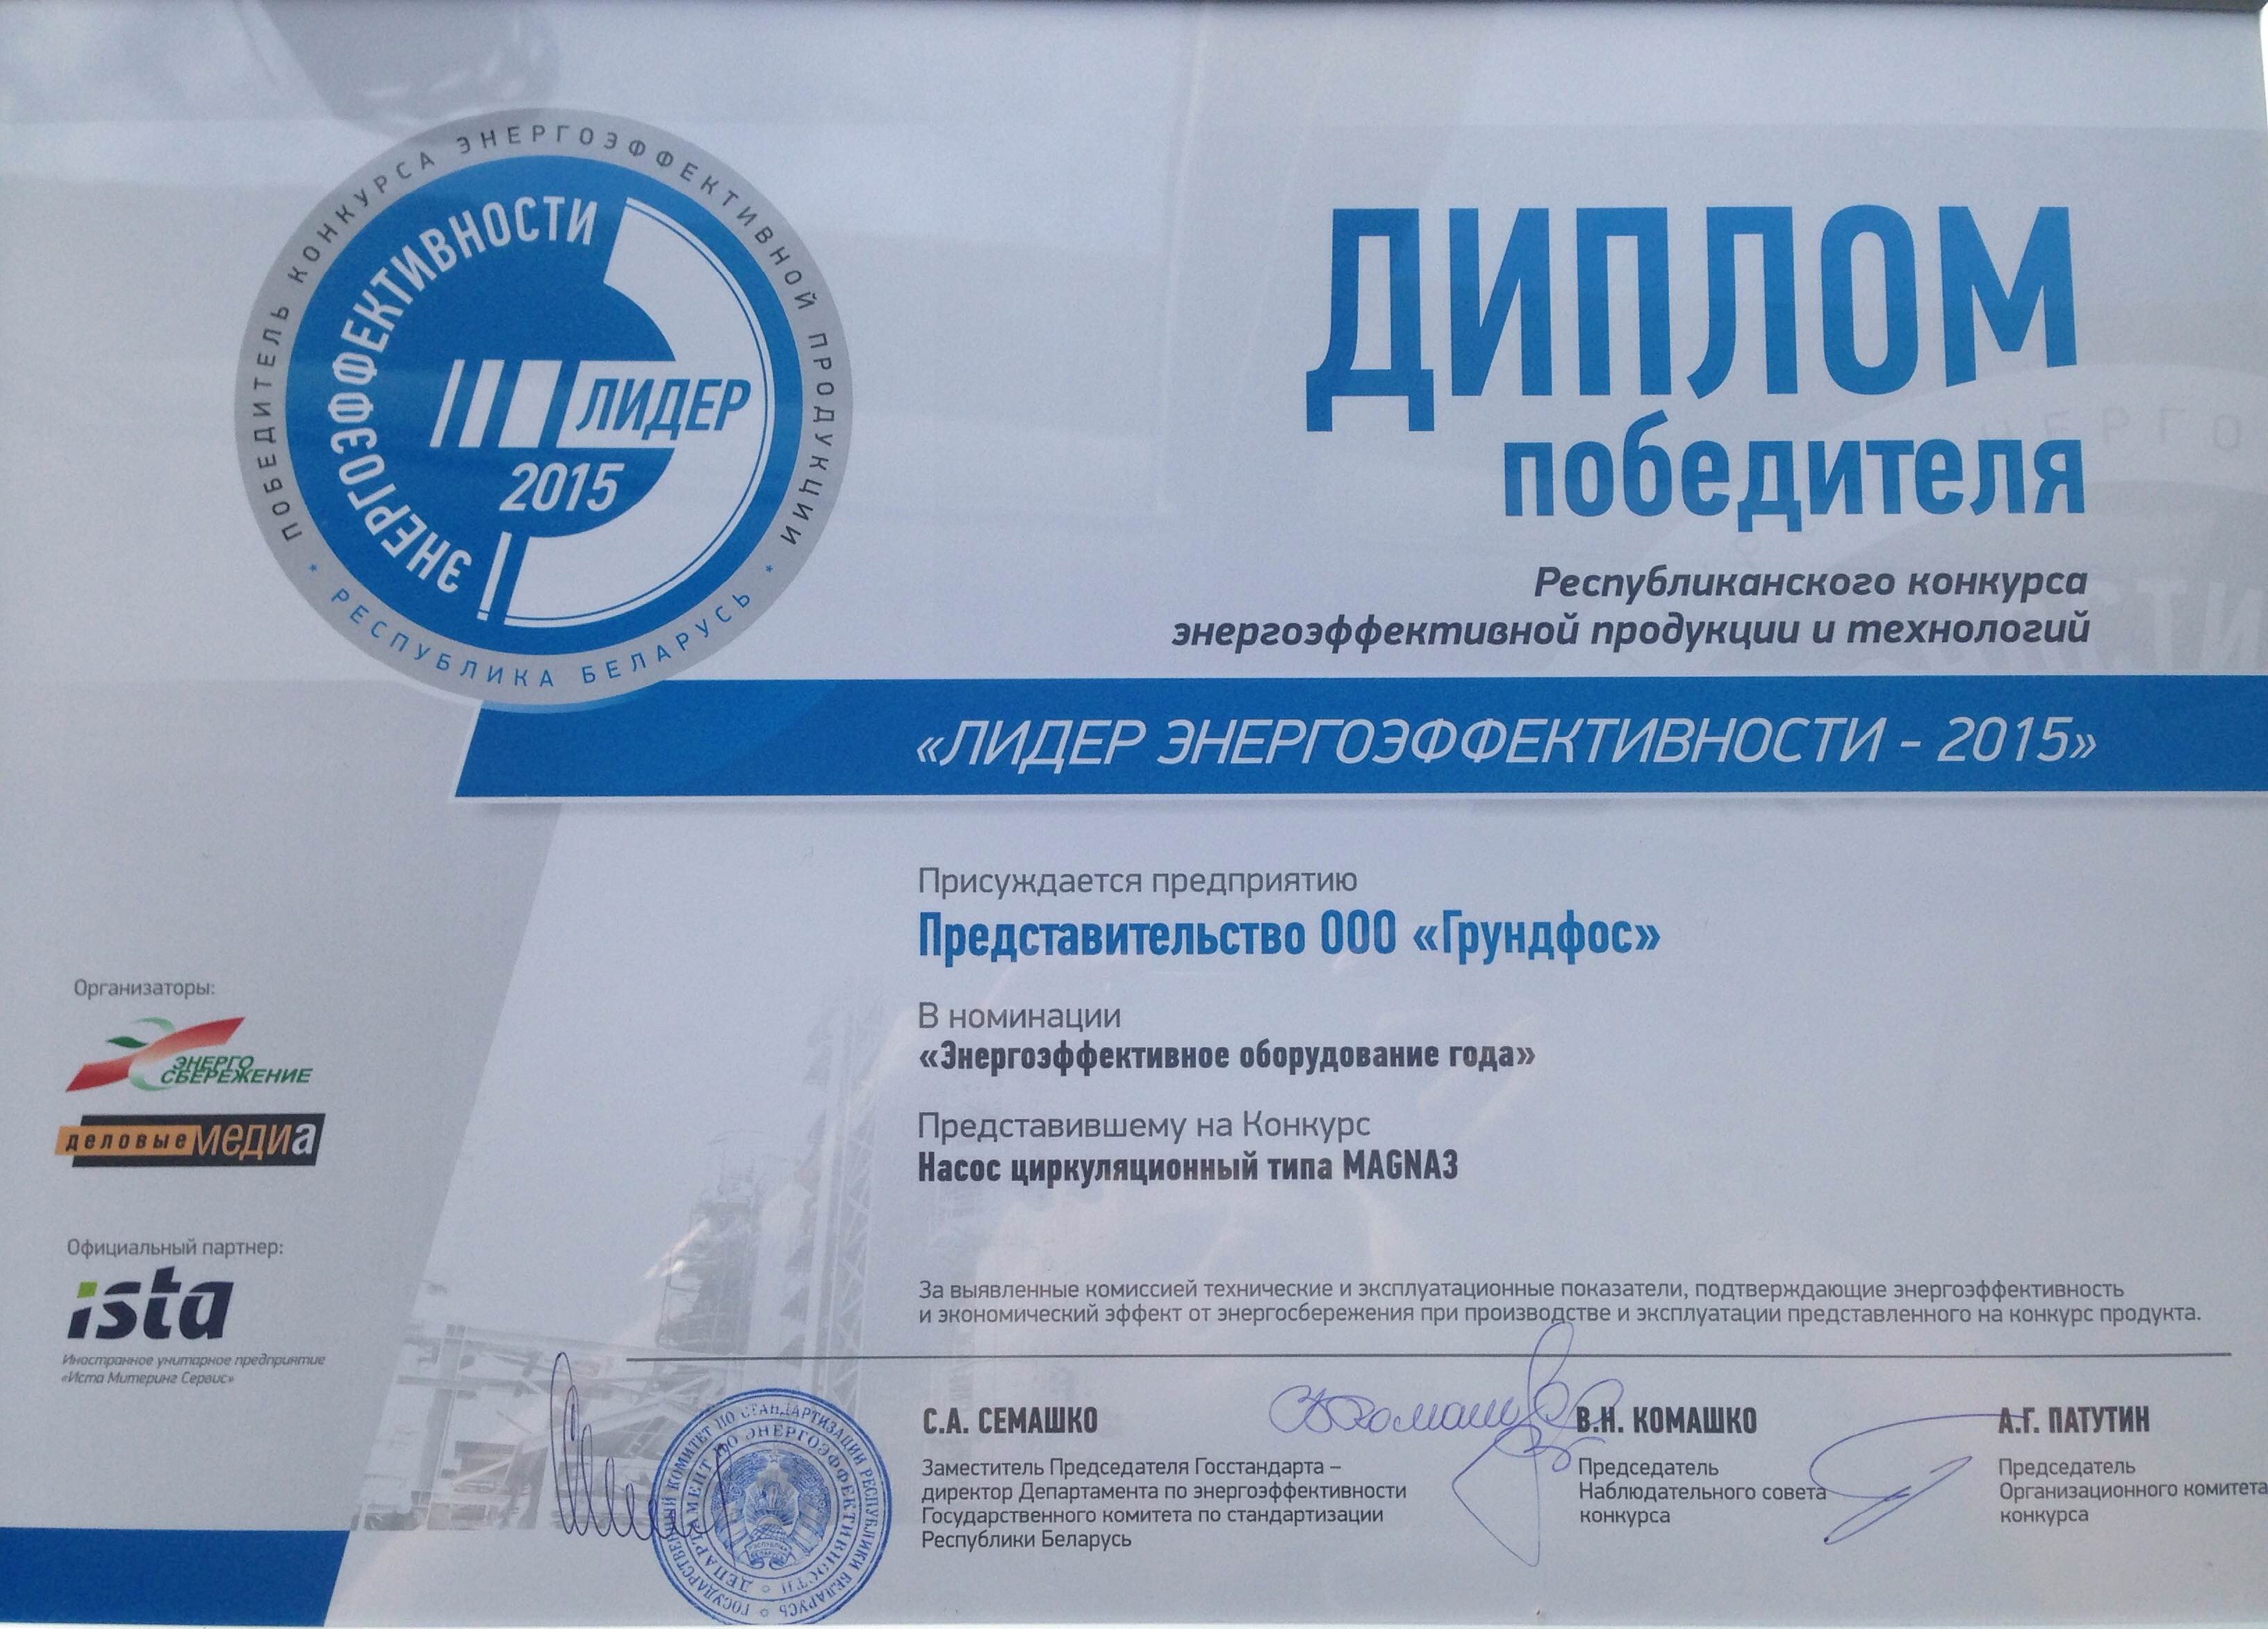 ПОБЕДИТЕЛЬ КОНКУРСА ЭНЕРГОЭФФЕКТИВНОЙ ПРОДУКЦИИ
* РЕСПУБЛИКА БЕЛАРУСЬ *
ЭНЕРГОЭФФЕКТИВНОСТИ
ЛИДЕР
2015
ДИПЛОМ
победителя
Республиканского конкурса
энергоэффективной продукции и технологий
«ЛИДЕР ЭНЕРГОЭФФЕКТИВНОСТИ - 2015»
Присуждается предприятию
Представительство ООО «Грундфос»
В номинации
«Энергоэффективное оборудование года»
Представившему на Конкурс
Насос циркуляционный типа MAGNA3
Организаторы:
ЭНЕРГО
СБЕРЕЖЕНИЕ
деловые МЕДИа
Официальный партнер:
ista
Иностранное унитарное предприятие
«Иста Митеринг Сервис»
За выявленные комиссией технические и эксплуатационные показатели, подтверждающие энергоэффективность
и экономический эффект от энергосбережения при производстве и эксплуатации представленного на конкурс продукта.
С.А. СЕМАШКО
Заместитель Председателя Госстандарта –
директор Департамента по энергоэффективности
Государственного комитета по стандартизации
Республики Беларусь
В.Н. КОМАШКО
Председатель
Наблюдательного совета
конкурса
А.Г. ПАТУТИН
Председатель
Организационного комитета
конкурса
ГОСУДАРСТВЕННЫЙ КОМИТЕТ ПО СТАНДАРТИЗАЦИИ РЕСПУБЛИКИ БЕЛАРУСЬ
ДЕПАРТАМЕНТ ПО ЭНЕРГОЭФФЕКТИВНОСТИ